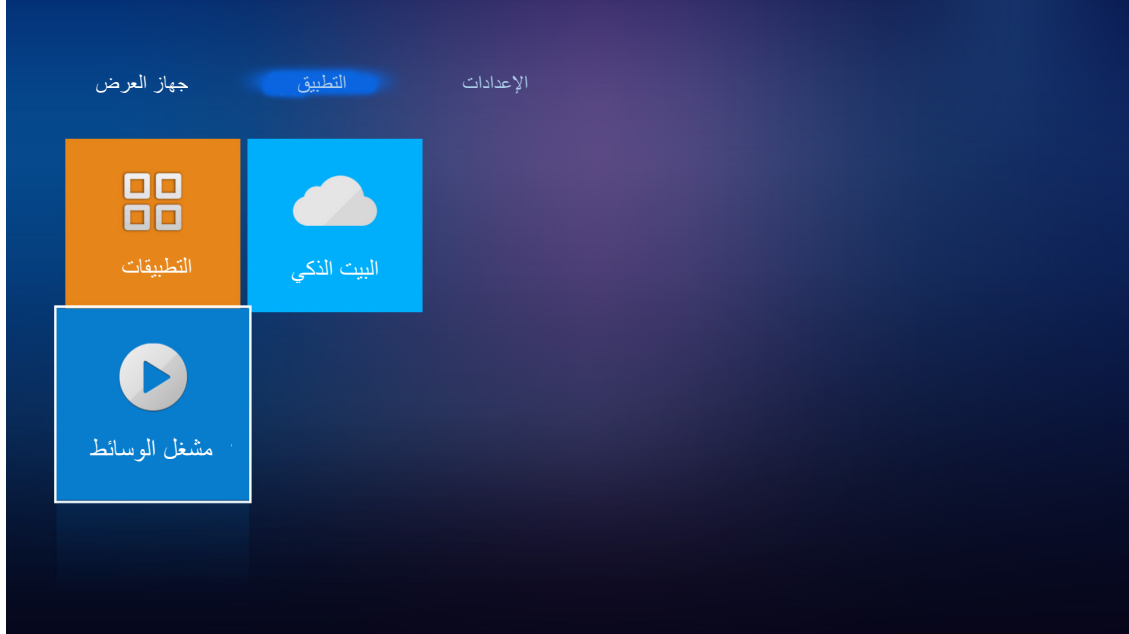 جهاز العرض
التطبيق
الإعدادات
التطبيقات
البيت الذكي
مشغل الوسائط